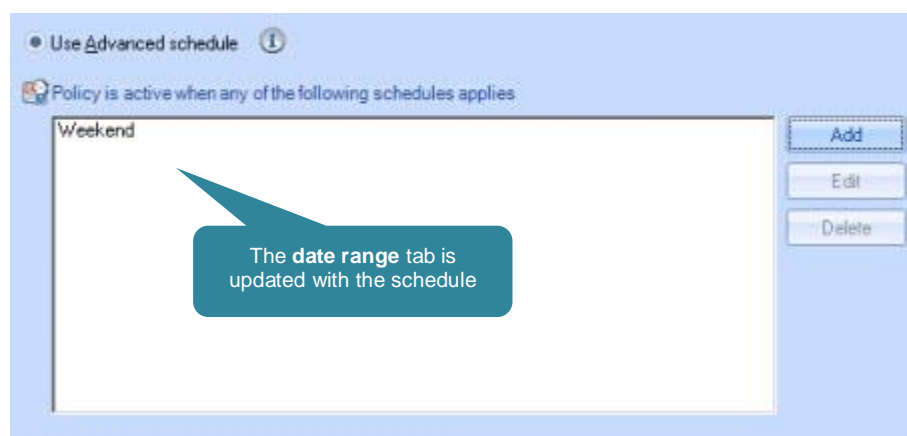 Use Advanced schedule
Policy is active when any of the following schedules applies
Weekend
Add
Edit
Delete
The date range tab is
updated with the schedule